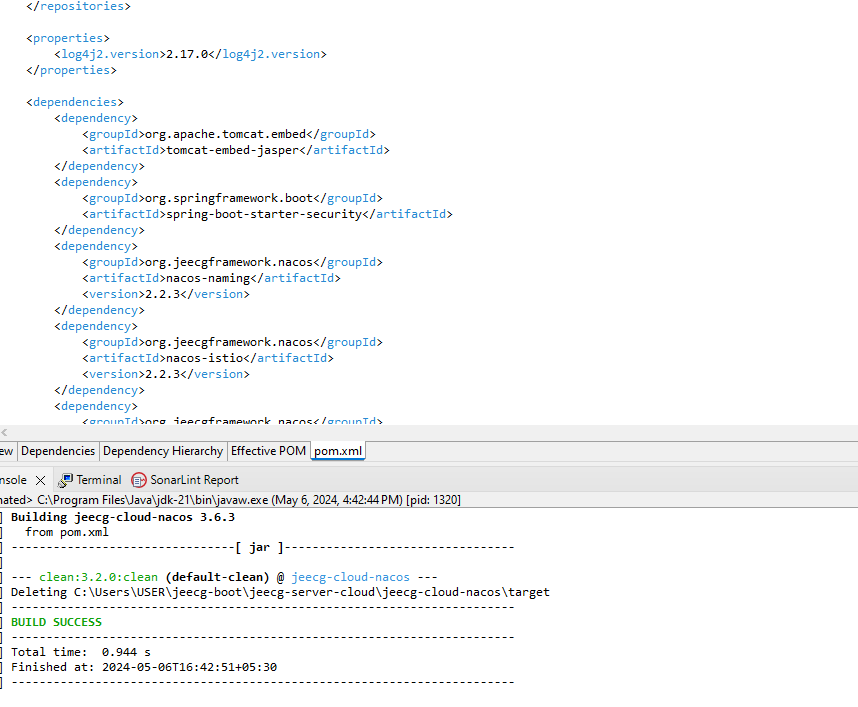 </repositories>
<properties>
<log4j2.version>2.17.0</log4j2.version>
</properties>
<dependencies>
<dependency>
<groupId>org.apache.tomcat.embed</groupId>
<artifactId>tomcat-embed-jasper</artifactId>
</dependency>
<dependency>
<groupId>org.springframework.boot</groupId>
<artifactId>spring-boot-starter-security</artifactId>
</dependency>
<dependency>
<groupId>org.jeecgframework.nacos</groupId>
<artifactId>nacos-naming</artifactId>
<version>2.2.3</version>
</dependency>
<dependency>
<groupId>org.jeecgframework.nacos</groupId>
<artifactId>nacos-istio</artifactId>
<version>2.2.3</version>
</dependency>
<dependency>
<groupId>org.jeecgframework.nacos</groupId>
ew Dependencies Dependency Hierarchy Effective POM pom.xml
nsole Terminal SonarLint Report
nated> C:\Program Files\Java\jdk-21\bin\javaw.exe (May 6, 2024, 4:42:44 PM) [pid: 1320]
] Building jeecg-cloud-nacos 3.6.3
] from pom.xml
] --------------------------------[ jar ]---------------------------------
]
] --- clean:3.2.0:clean (default-clean) @ jeecg-cloud-nacos ---
] Deleting C:\Users\USER\jeecg-boot\jeecg-server-cloud\jeecg-cloud-nacos\target
] ------------------------------------------------------------------------
] BUILD SUCCESS
] ------------------------------------------------------------------------
] Total time:  0.944 s
] Finished at: 2024-05-06T16:42:51+05:30
] ------------------------------------------------------------------------